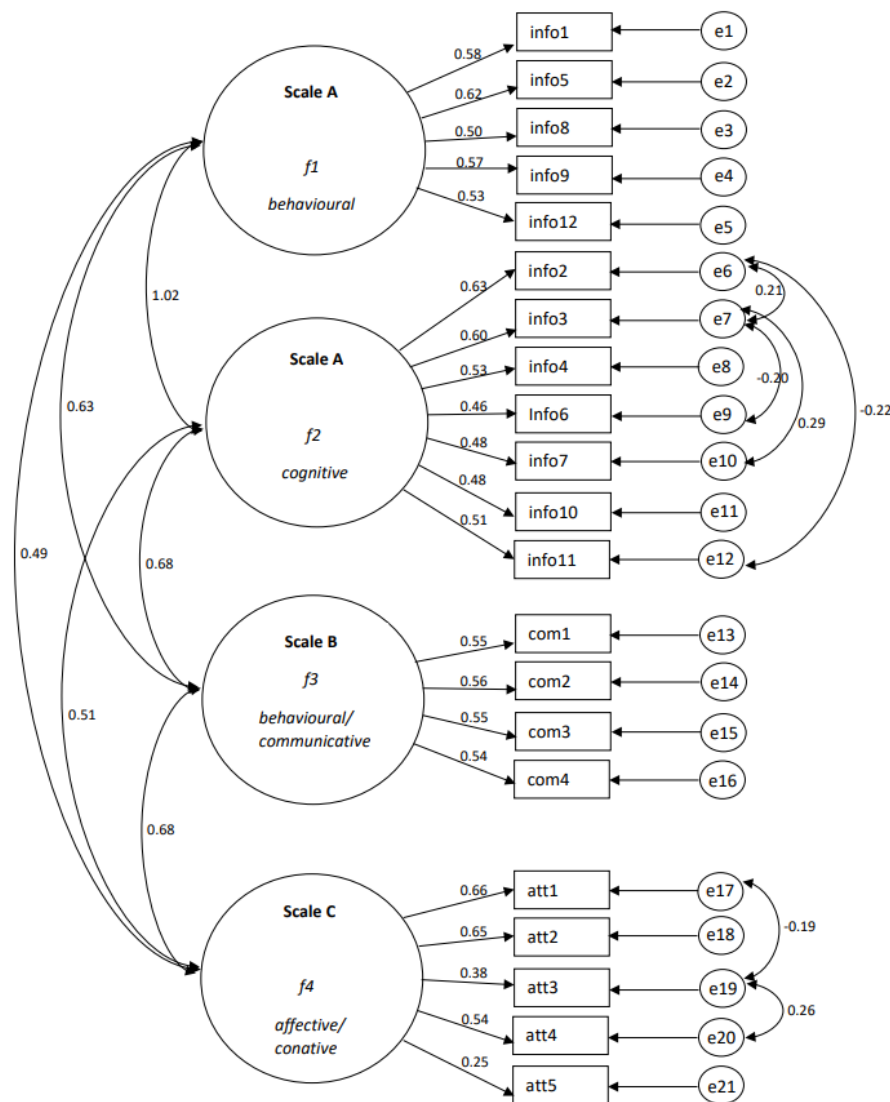 Scale A
f1
behavioural
0.58
0.62
0.50
0.57
0.53
info1
e1
info5
e2
info8
e3
info9
e4
info12
e5
1.02
0.63
0.49
Scale A
f2
cognitive
0.63
0.60
0.53
0.46
0.48
0.48
0.51
info2
e6
info3
e7
info4
e8
Info6
e9
info7
e10
info10
e11
info11
e12
0.21
-0.20
0.29
-0.22
0.68
0.51
Scale B
f3
behavioural/
communicative
0.55
0.56
0.55
0.54
com1
e13
com2
e14
com3
e15
com4
e16
0.68
Scale C
f4
affective/
conative
0.66
0.65
0.38
0.54
0.25
att1
e17
att2
e18
att3
e19
att4
e20
att5
e21
-0.19
0.26